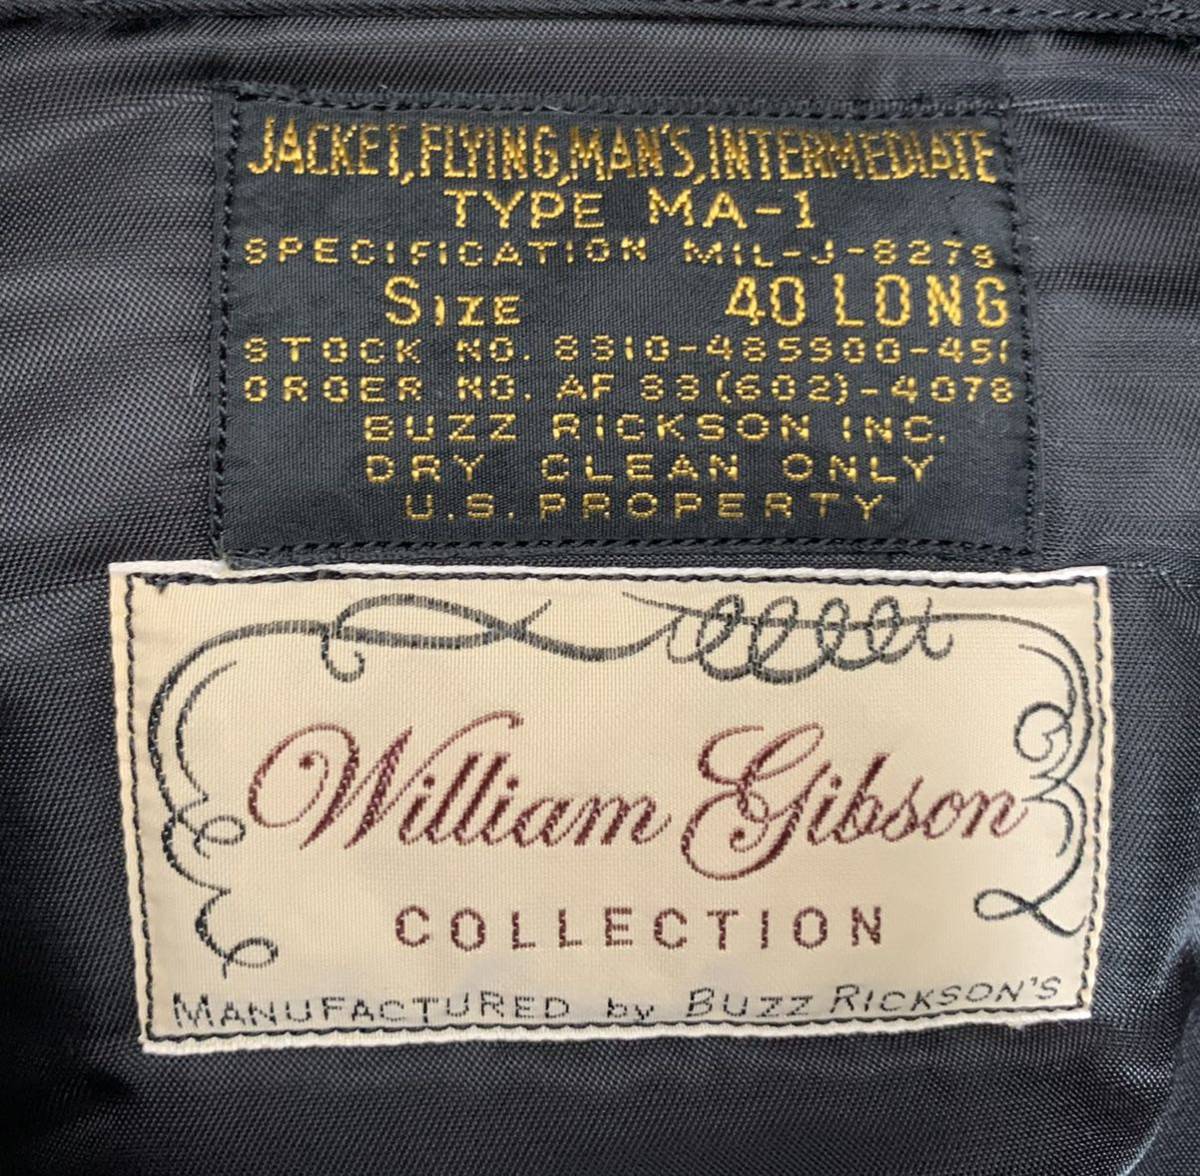 JACKET, FLYING, MAN'S, INTERMEDIATE
TYPE MA-1
SPECIFICATION MIL-J-8279
SIZE 40 LONG
STOCK NO. 8310-485900-451
ORDER NO. AF 33(602)-4078
BUZZ RICKSON INC.
DRY CLEAN ONLY
U.S. PROPERTY
William Gibson
COLLECTION
MANUFACTURED by BUZZ RICKSON'S